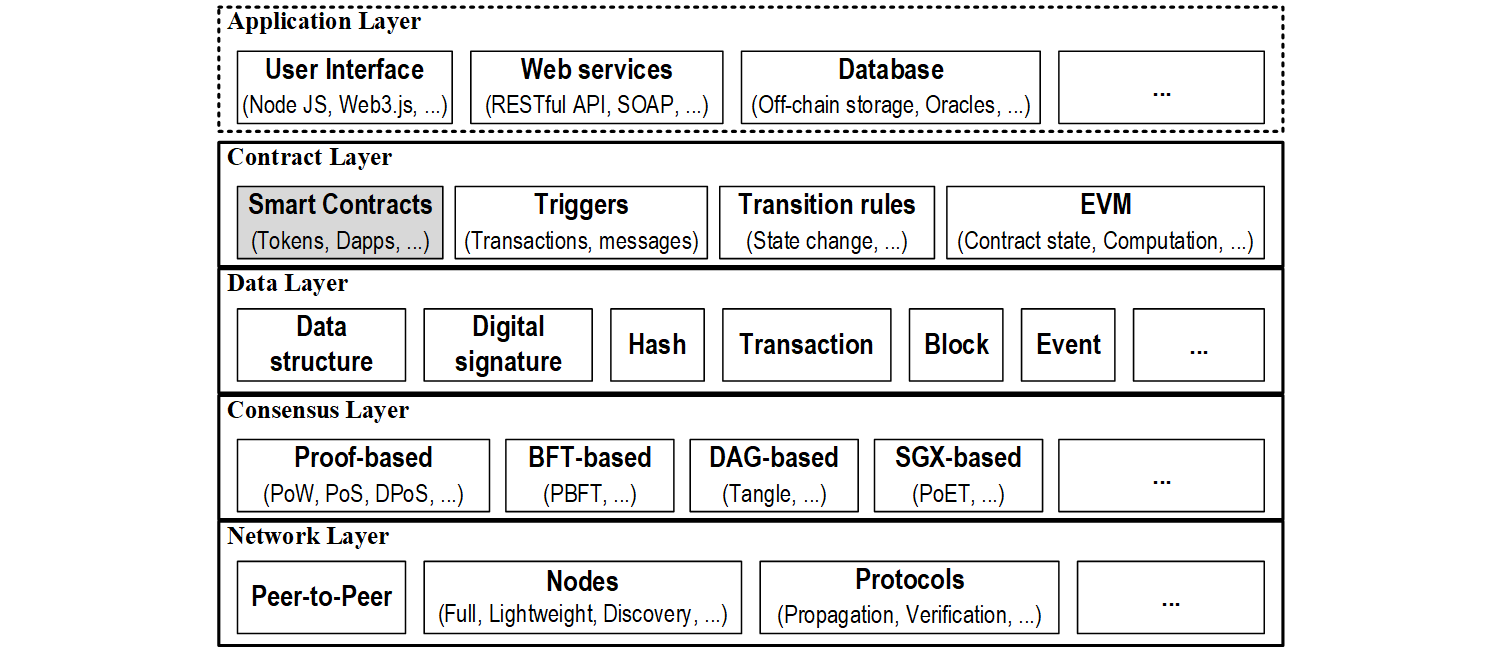 Application Layer
User Interface
(Node JS, Web3.js, ...)
Web services
(RESTful API, SOAP, ...)
Database
(Off-chain storage, Oracles, ...)
...
Contract Layer
Smart Contracts
(Tokens, Dapps, ...)
Triggers
(Transactions, messages)
Transition rules
(State change, ...)
EVM
(Contract state, Computation, ...)
Data Layer
Data
structure
Digital
signature
Hash
Transaction
Block
Event
...
Consensus Layer
Proof-based
(PoW, PoS, DPoS, ...)
BFT-based
(PBFT, ...)
DAG-based
(Tangle, ...)
SGX-based
(PoET, ...)
...
Network Layer
Peer-to-Peer
Nodes
(Full, Lightweight, Discovery, ...)
Protocols
(Propagation, Verification, ...)
...